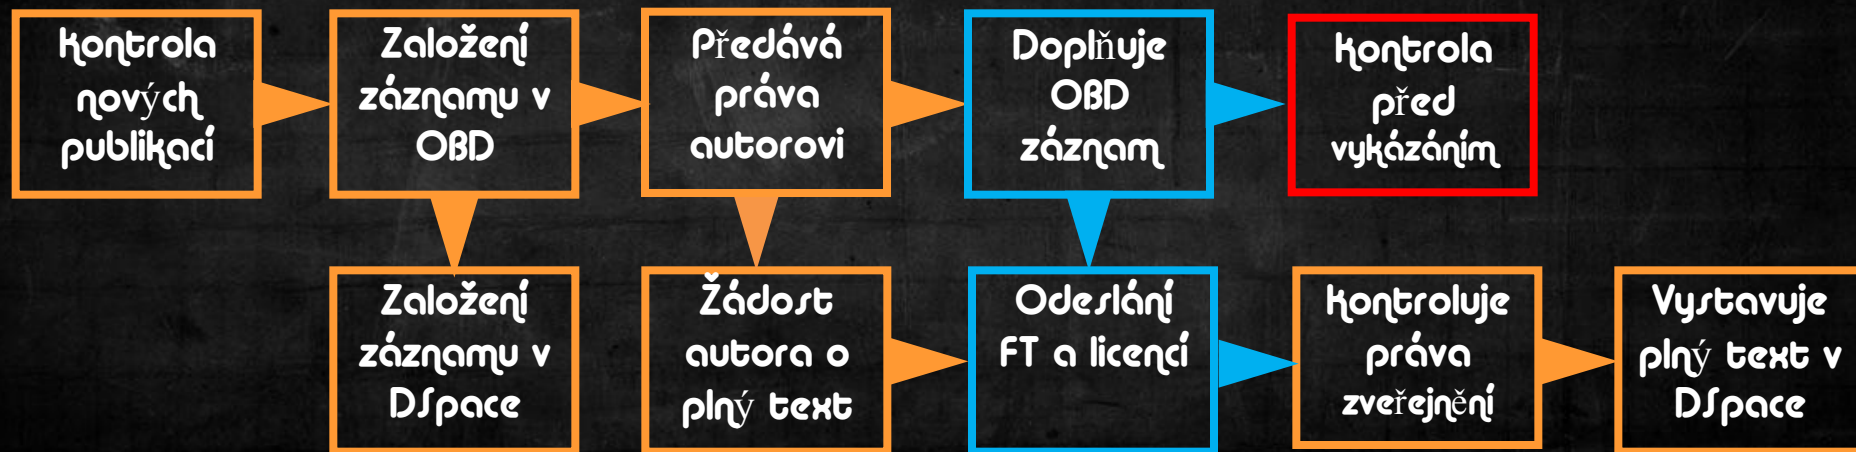 Kontrola
nových
publikací
Založení
záznamu v
OBD
Předává
práva
autorovi
Doplňuje
OBD
záznam
Kontrola
před
vykázáním
Založení
záznamu v
DSpace
Žádost
autora o
plný text
Odeslání
FT a licencí
Kontroluje
práva
zveřejnění
Vystavuje
plný text v
DSpace